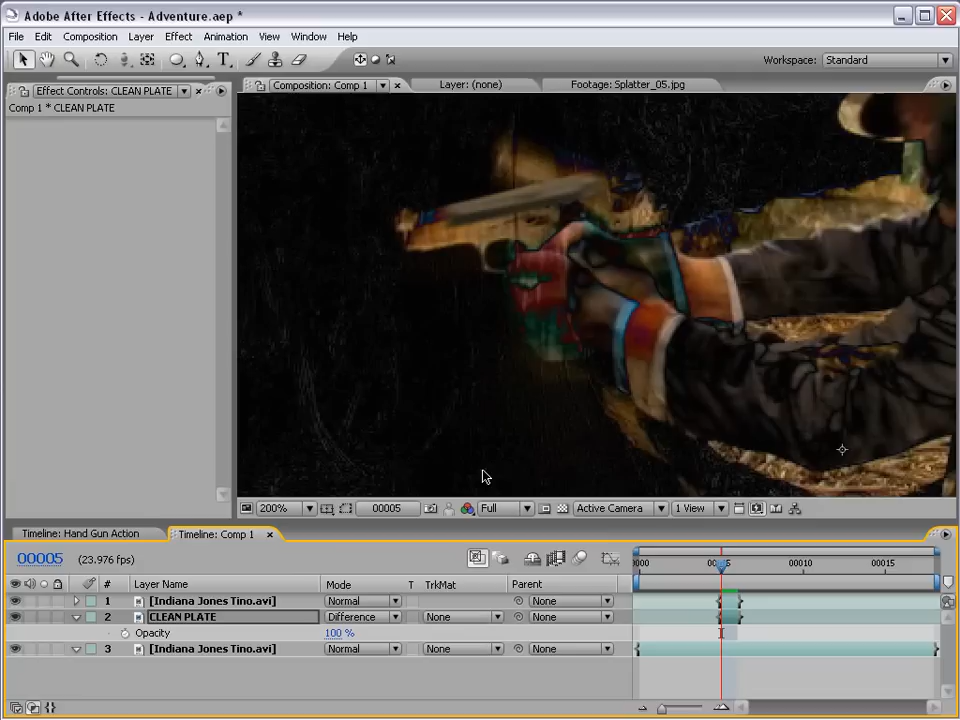 Adobe After Effects - Adventure.aep *
File Edit Composition Layer Effect Animation View Window Help
T Workspace: Standard
Effect Controls: CLEAN PLATE
Composition: Comp 1 Layer: (none) Footage: Splatter_05.jpg
Comp 1 * CLEAN PLATE
200% 00005 Full Active Camera 1 View
Timeline: Hand Gun Action Timeline: Comp 1
00005 (23.976 fps)
0000 00005 00010 00015
# Layer Name Mode T TrkMat Parent
1 [Indiana Jones Tino.avi] Normal None
2 CLEAN PLATE Difference None None
Opacity 100 %
3 [Indiana Jones Tino.avi] Normal None None